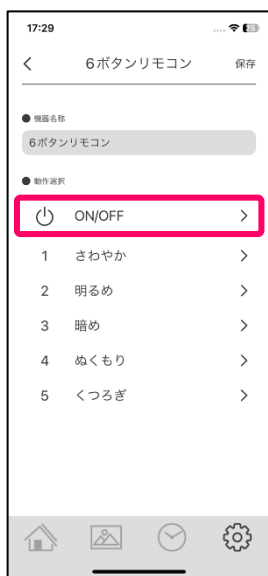 17:29
25
6ボタンリモコン
保存
機器名称
6ボタンリモコン
動作選択
ON/OFF
1 さわやか
2 明るめ
3 暗め
4 ぬくもり
5 くつろぎ